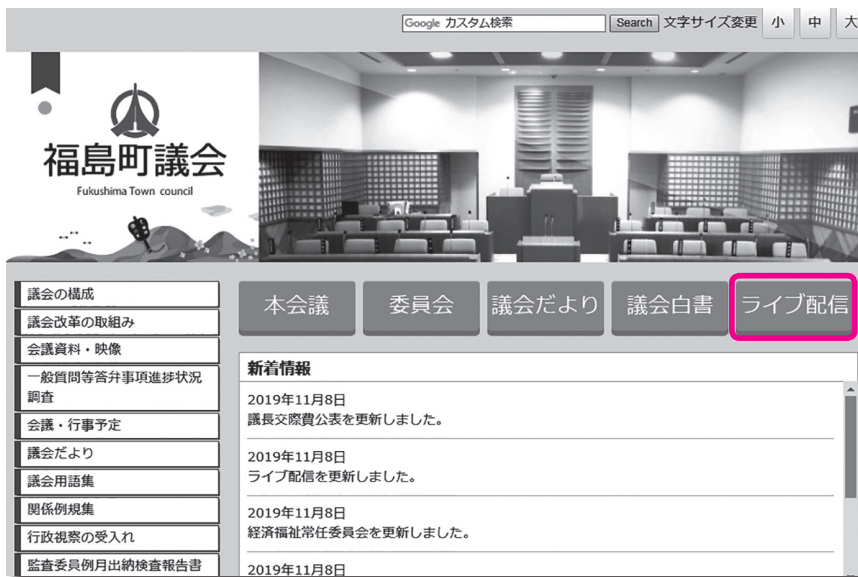 Google カスタム検索 Search 文字サイズ変更 小 中 大
福島町議会
Fukushima Town council
本会議 委員会 議会だより 議会白書 ライブ配信
議会の構成
議会改革の取組み
会議資料・映像
一般質問等答弁事項進捗状況
調査
会議・行事予定
議会だより
議会用語集
関係例規集
行政視察の受入れ
監査委員例月出納検査報告書
新着情報
2019年11月8日
議長交際費公表を更新しました。
2019年11月8日
ライブ配信を更新しました。
2019年11月8日
経済福祉常任委員会を更新しました。
2019年11月8日